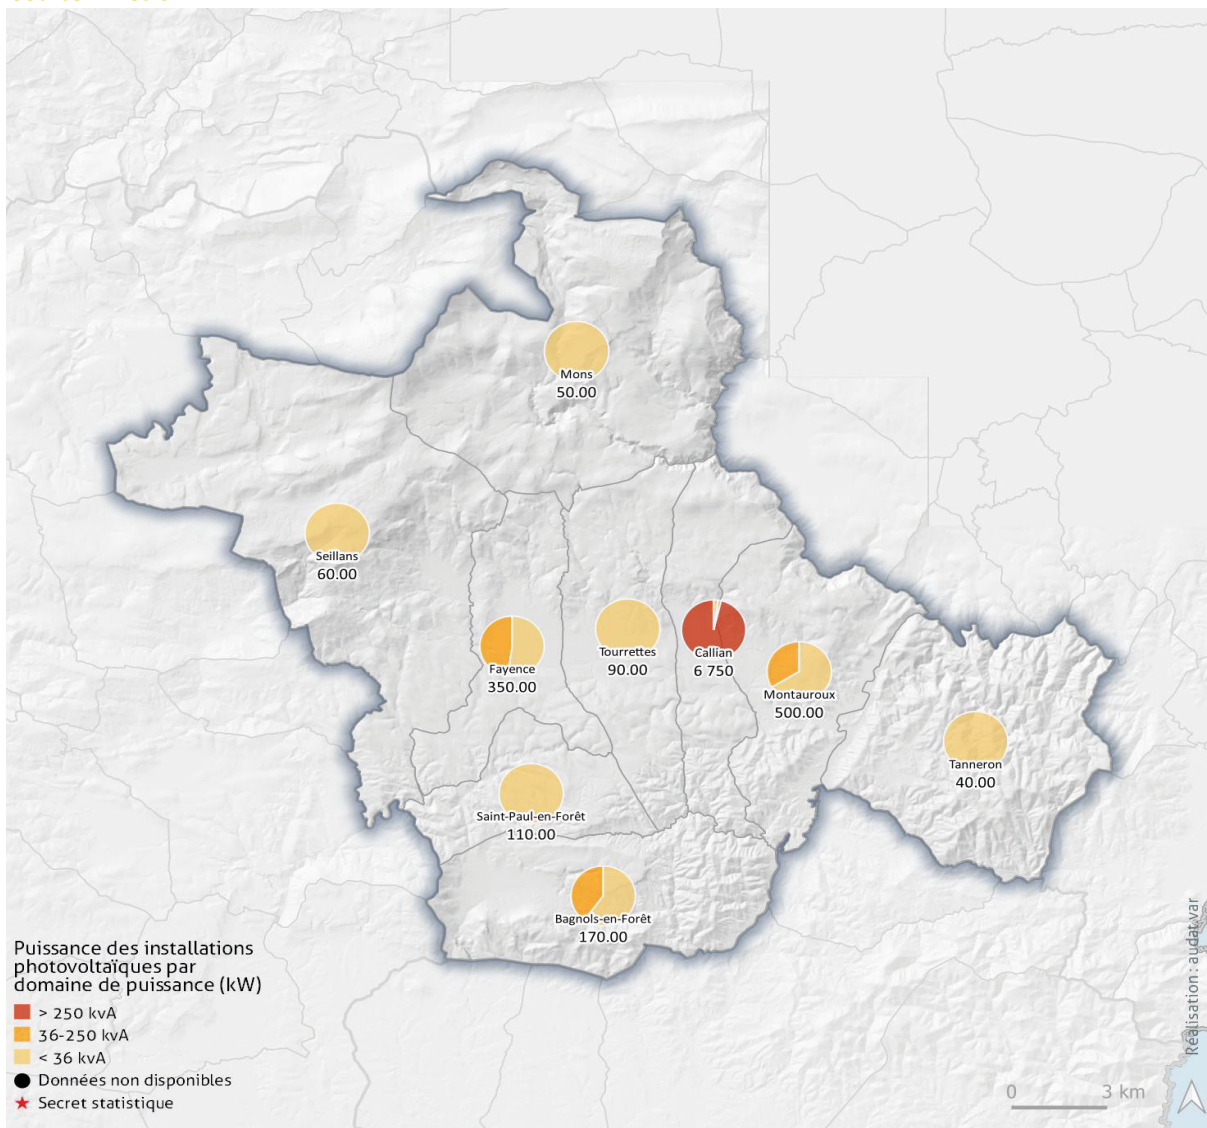 Mons
50.00
Seillans
60.00
Fayence
350.00
Tourrettes
90.00
Callian
6 750
Montauroux
500.00
Tanneron
40.00
Saint-Paul-en-Forêt
110.00
Bagnols-en-Forêt
170.00
Puissance des installations
photovoltaïques par
domaine de puissance (kW)
> 250 kvA
36-250 kvA
< 36 kvA
Données non disponibles
Secret statistique
0 3 km
Réalisation : audat.var